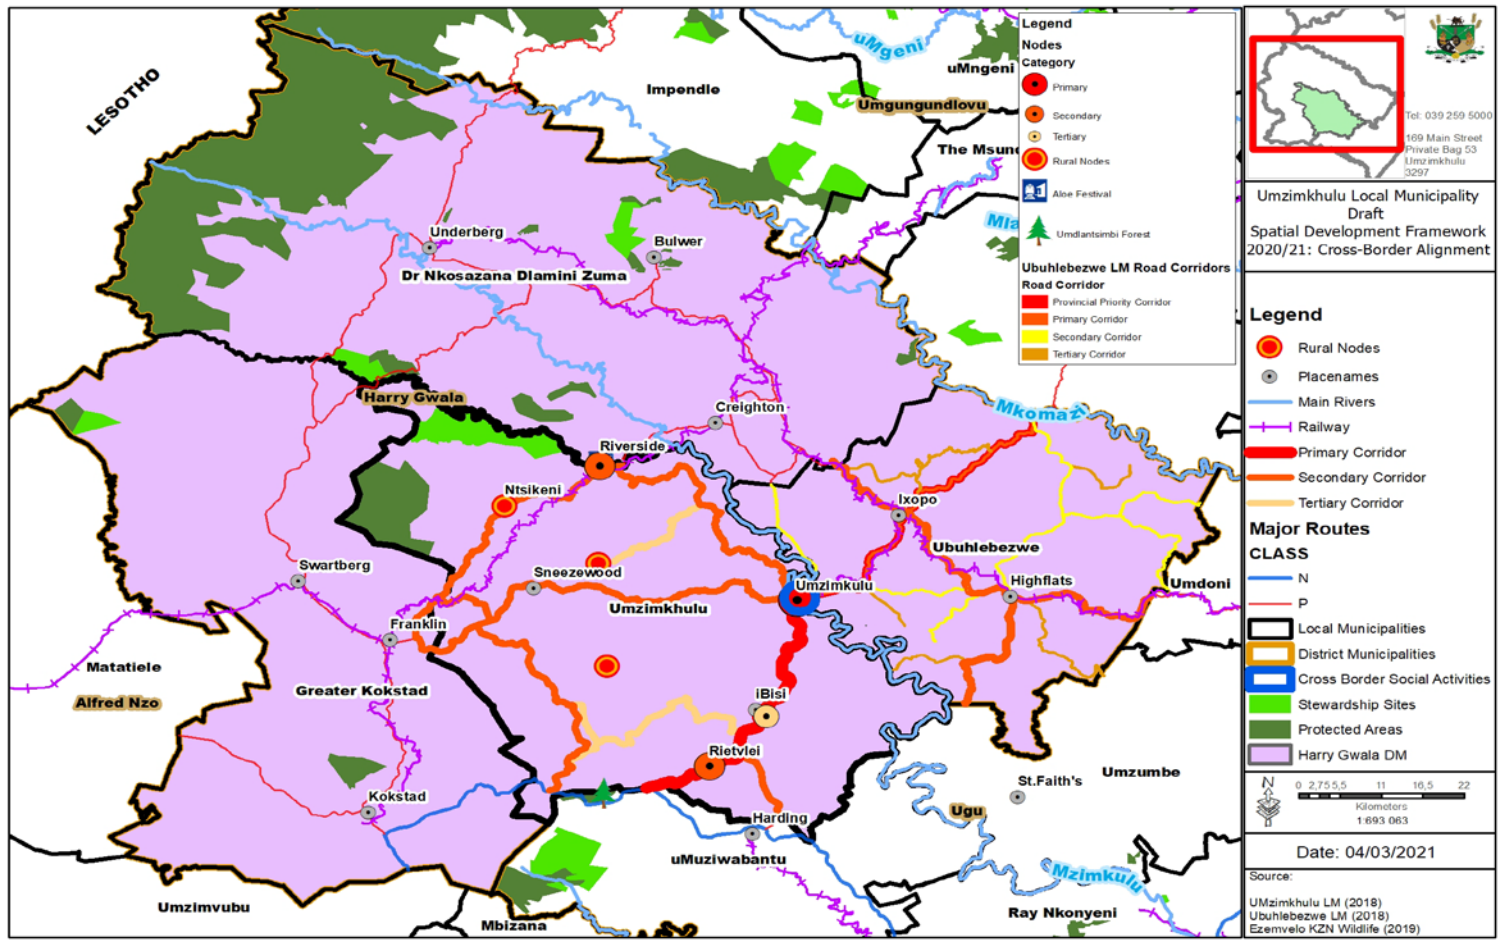 LESOTHO
Impendle
uMgeni
uMngeni
Umgungundlovu
The Msund
Mla
Underberg
Bulwer
Dr Nkosazana Dlamini Zuma
Harry Gwala
Creighton
Mkomazi
Riverside
Ntsikeni
Ixopo
Ubuhlebezwe
Swartberg
Sneezewood
Umzimkulu
Highflats
Umdoni
Umzimkhulu
Franklin
Matatiele
Greater Kokstad
Alfred Nzo
iBisi
Rietvlei
St.Faith's
Umzumbe
Kokstad
Ugu
Harding
uMuziwabantu
Mzimkulu
Umzimvubu
Mbizana
Ray Nkonyeni
Legend
Nodes
Category
Primary
Secondary
Tertiary
Rural Nodes
Aloe Festival
Umdlantsimbi Forest
Ubuhlebezwe LM Road Corridors
Road Corridor
Provincial Priority Corridor
Primary Corridor
Secondary Corridor
Tertiary Corridor
Tel: 039 259 5000
169 Main Street
Private Bag 53
Umzimkhulu
3297
Umzimkhulu Local Municipality
Draft
Spatial Development Framework
2020/21: Cross-Border Alignment
Legend
Rural Nodes
Placenames
Main Rivers
Railway
Primary Corridor
Secondary Corridor
Tertiary Corridor
Major Routes
CLASS
N
P
Local Municipalities
District Municipalities
Cross Border Social Activities
Stewardship Sites
Protected Areas
Harry Gwala DM
N
0 2,75 5,5 11 16,5 22
Kilometers
1:693 063
Date: 04/03/2021
Source:
UMzimkhulu LM (2018)
Ubuhlebezwe LM (2018)
Ezemvelo KZN Wildlife (2019)